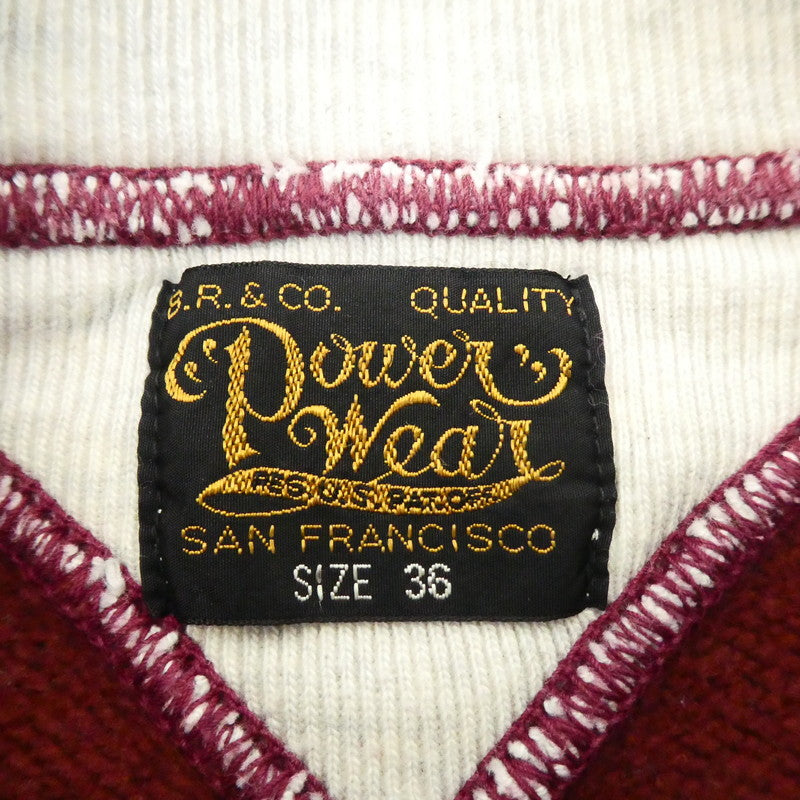 B.R. & CO. QUALITY
Power
Wear
REG. U.S. PAT. OFF.
SAN FRANCISCO
SIZE 36